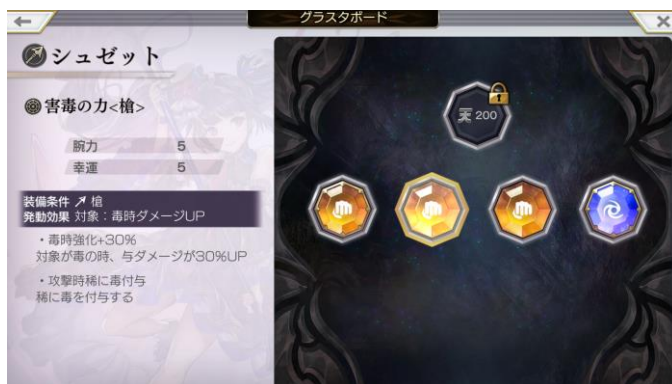 グラスタボード
シュゼット
害毒の力<槍>
腕力 5
幸運 5
装備条件 槍
発動効果 対象:毒時ダメージUP
・毒時強化+30%
対象が毒の時、与ダメージが30%UP
・攻撃時稀に毒付与
稀に毒を付与する
天 200